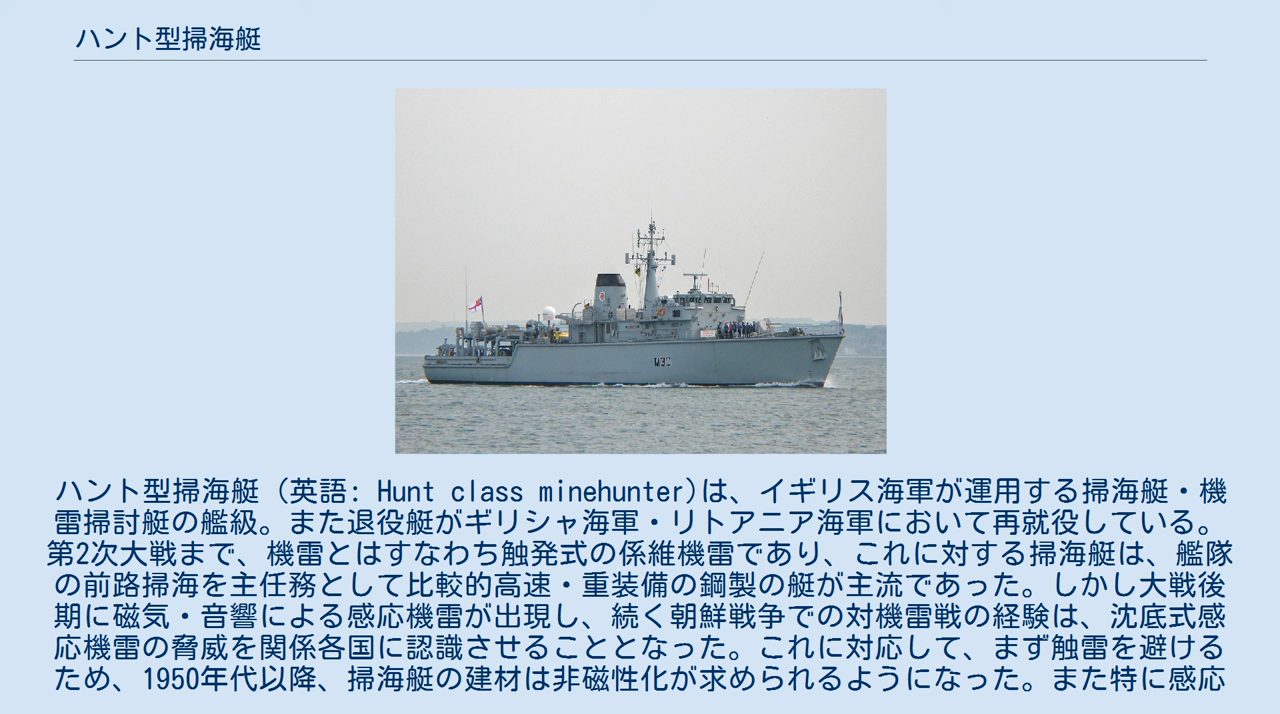 ハント型掃海艇
ハント型掃海艇 (英語: Hunt class minehunter)は、イギリス海軍が運用する掃海艇・機
雷掃討艇の艦級。また退役艇がギリシャ海軍・リトアニア海軍において再就役している。
第2次大戦まで、機雷とはすなわち触発式の係維機雷であり、これに対する掃海艇は、艦隊
の前路掃海を主任務として比較的高速・重装備の鋼製の艇が主流であった。しかし大戦後
期に磁気・音響による感応機雷が出現し、続く朝鮮戦争での対機雷戦の経験は、沈底式感
応機雷の脅威を関係各国に認識させることとなった。これに対応して、まず触雷を避ける
ため、1950年代以降、掃海艇の建材は非磁性化が求められるようになった。また特に感応